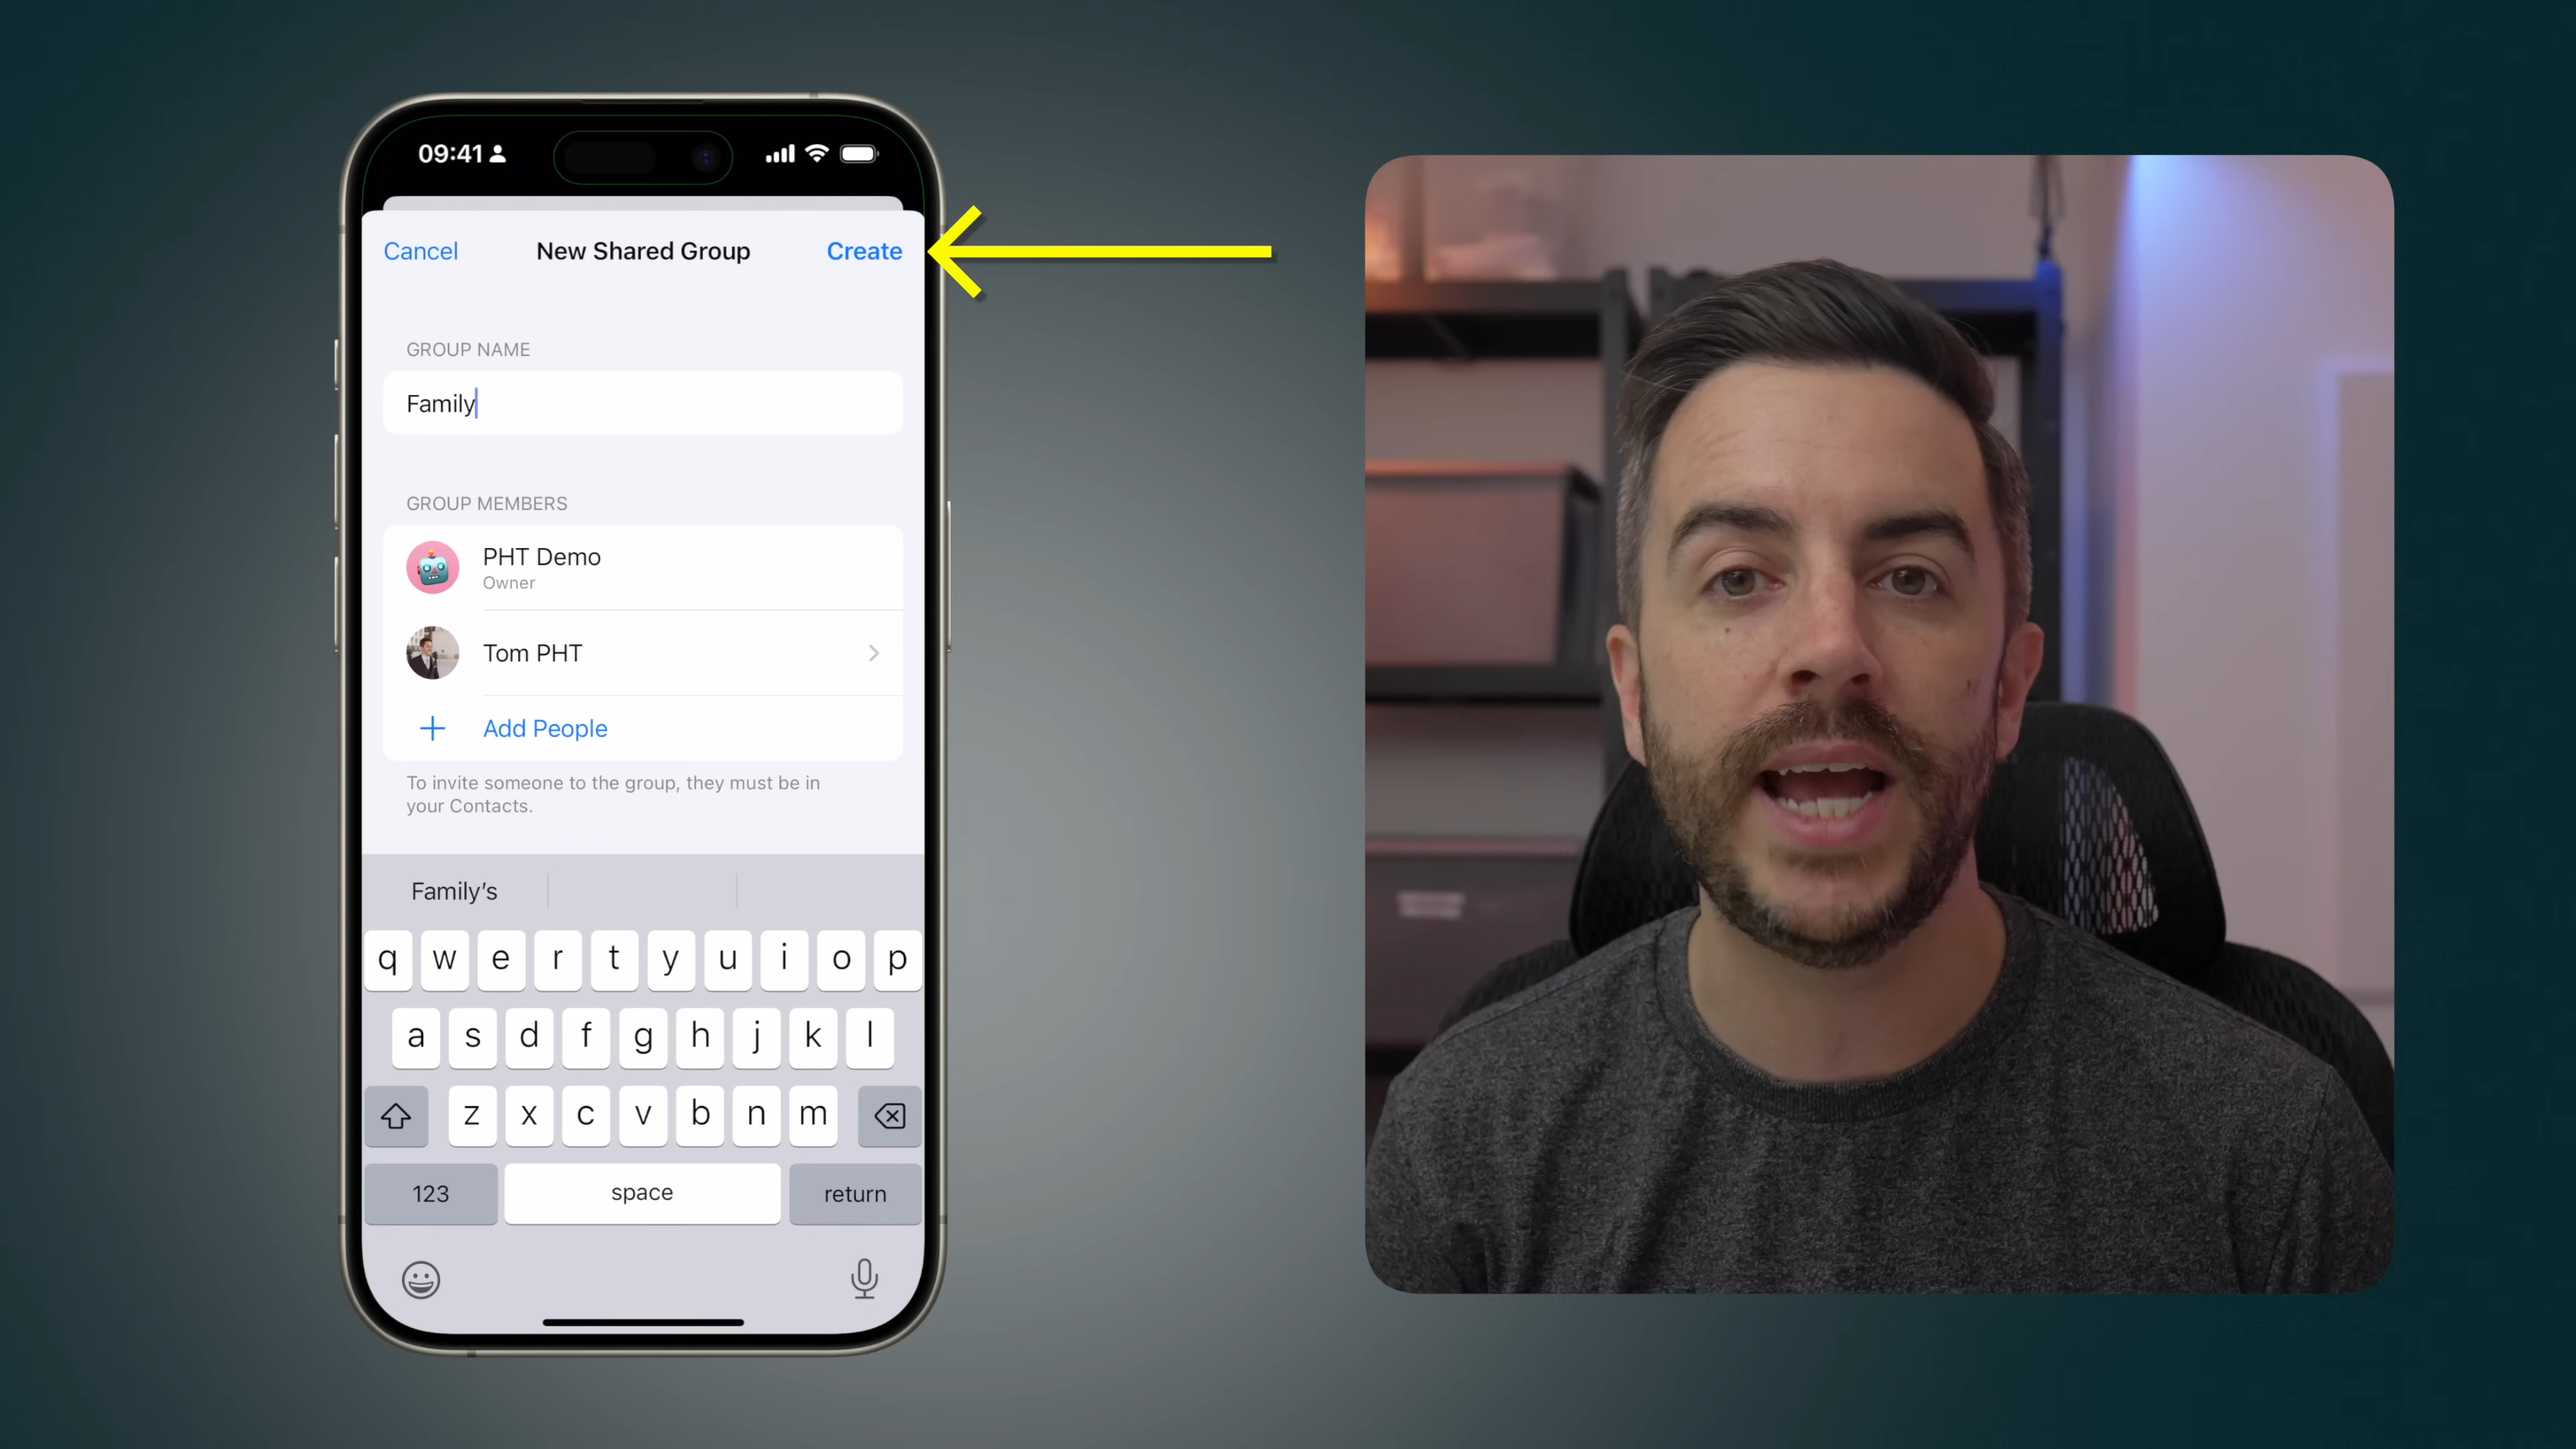 09:41
Cancel
New Shared Group
Create
GROUP NAME
Family
GROUP MEMBERS
PHT Demo
Owner
Tom PHT
Add People
To invite someone to the group, they must be in
your Contacts.
Family’s
q w e r t y u i o p
a s d f g h j k l
z x c v b n m
123
space
return